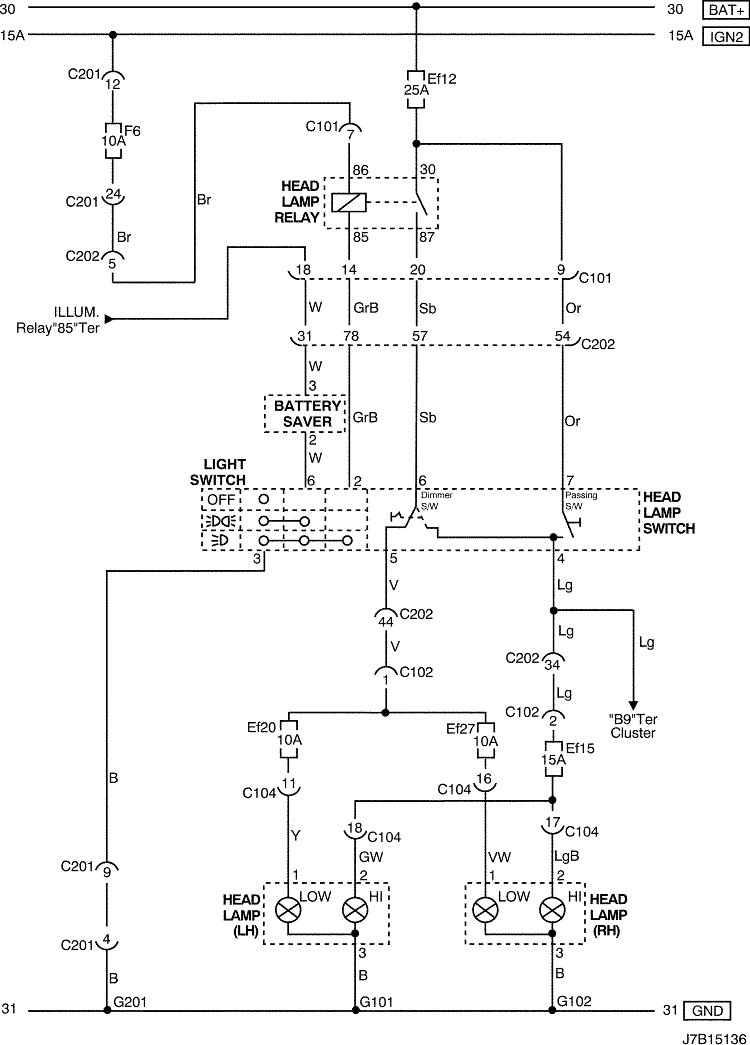 30 30 BAT+
15A 15A IGN2
C201 12
Ef12
25A
F6
10A
C101 7
24
C201
86 30
HEAD
LAMP
RELAY
Br
Br
C202
5
85 87
18 14 20 9
C101
W GrB Sb Or
ILLUM.
Relay"85"Ter
31 78 57 54
C202
W
3
BATTERY
SAVER
GrB Sb Or
2
W
LIGHT
SWITCH
6 2 6 7
OFF
Dimmer
S/W
Passing
S/W
HEAD
LAMP
SWITCH
3 5 4
V Lg
C202
44
Lg Lg
V
C202
34
C102
1
Lg
C102
2
"B9"Ter
Cluster
Ef20
10A
Ef27
10A
Ef15
15A
B
11
C104
16
C104
18
C104
17
C104
Y GW VW LgB
C201
9
1 2 1 2
HEAD
LAMP
(LH)
LOW HI
LOW HI
HEAD
LAMP
(RH)
4
C201
3 3
B B B
31 G201 G101 G102 31 GND
J7B15136